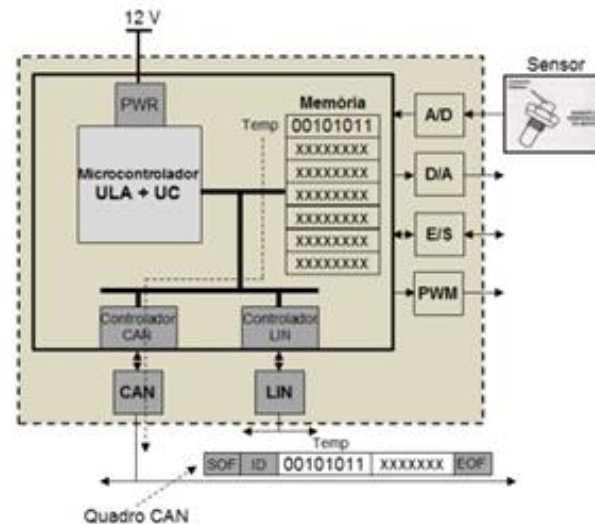 12 V
Sensor
PWR
Memória
Temp
00101011
A/D
xxxxxxxx
Microcontrolador
ULA + UC
xxxxxxxx
D/A
xxxxxxxx
xxxxxxxx
E/S
xxxxxxxx
xxxxxxxx
PWM
Controlador
CAN
Controlador
LIN
CAN
LIN
Temp
SOF ID 00101011 xxxxxxx EOF
Quadro CAN